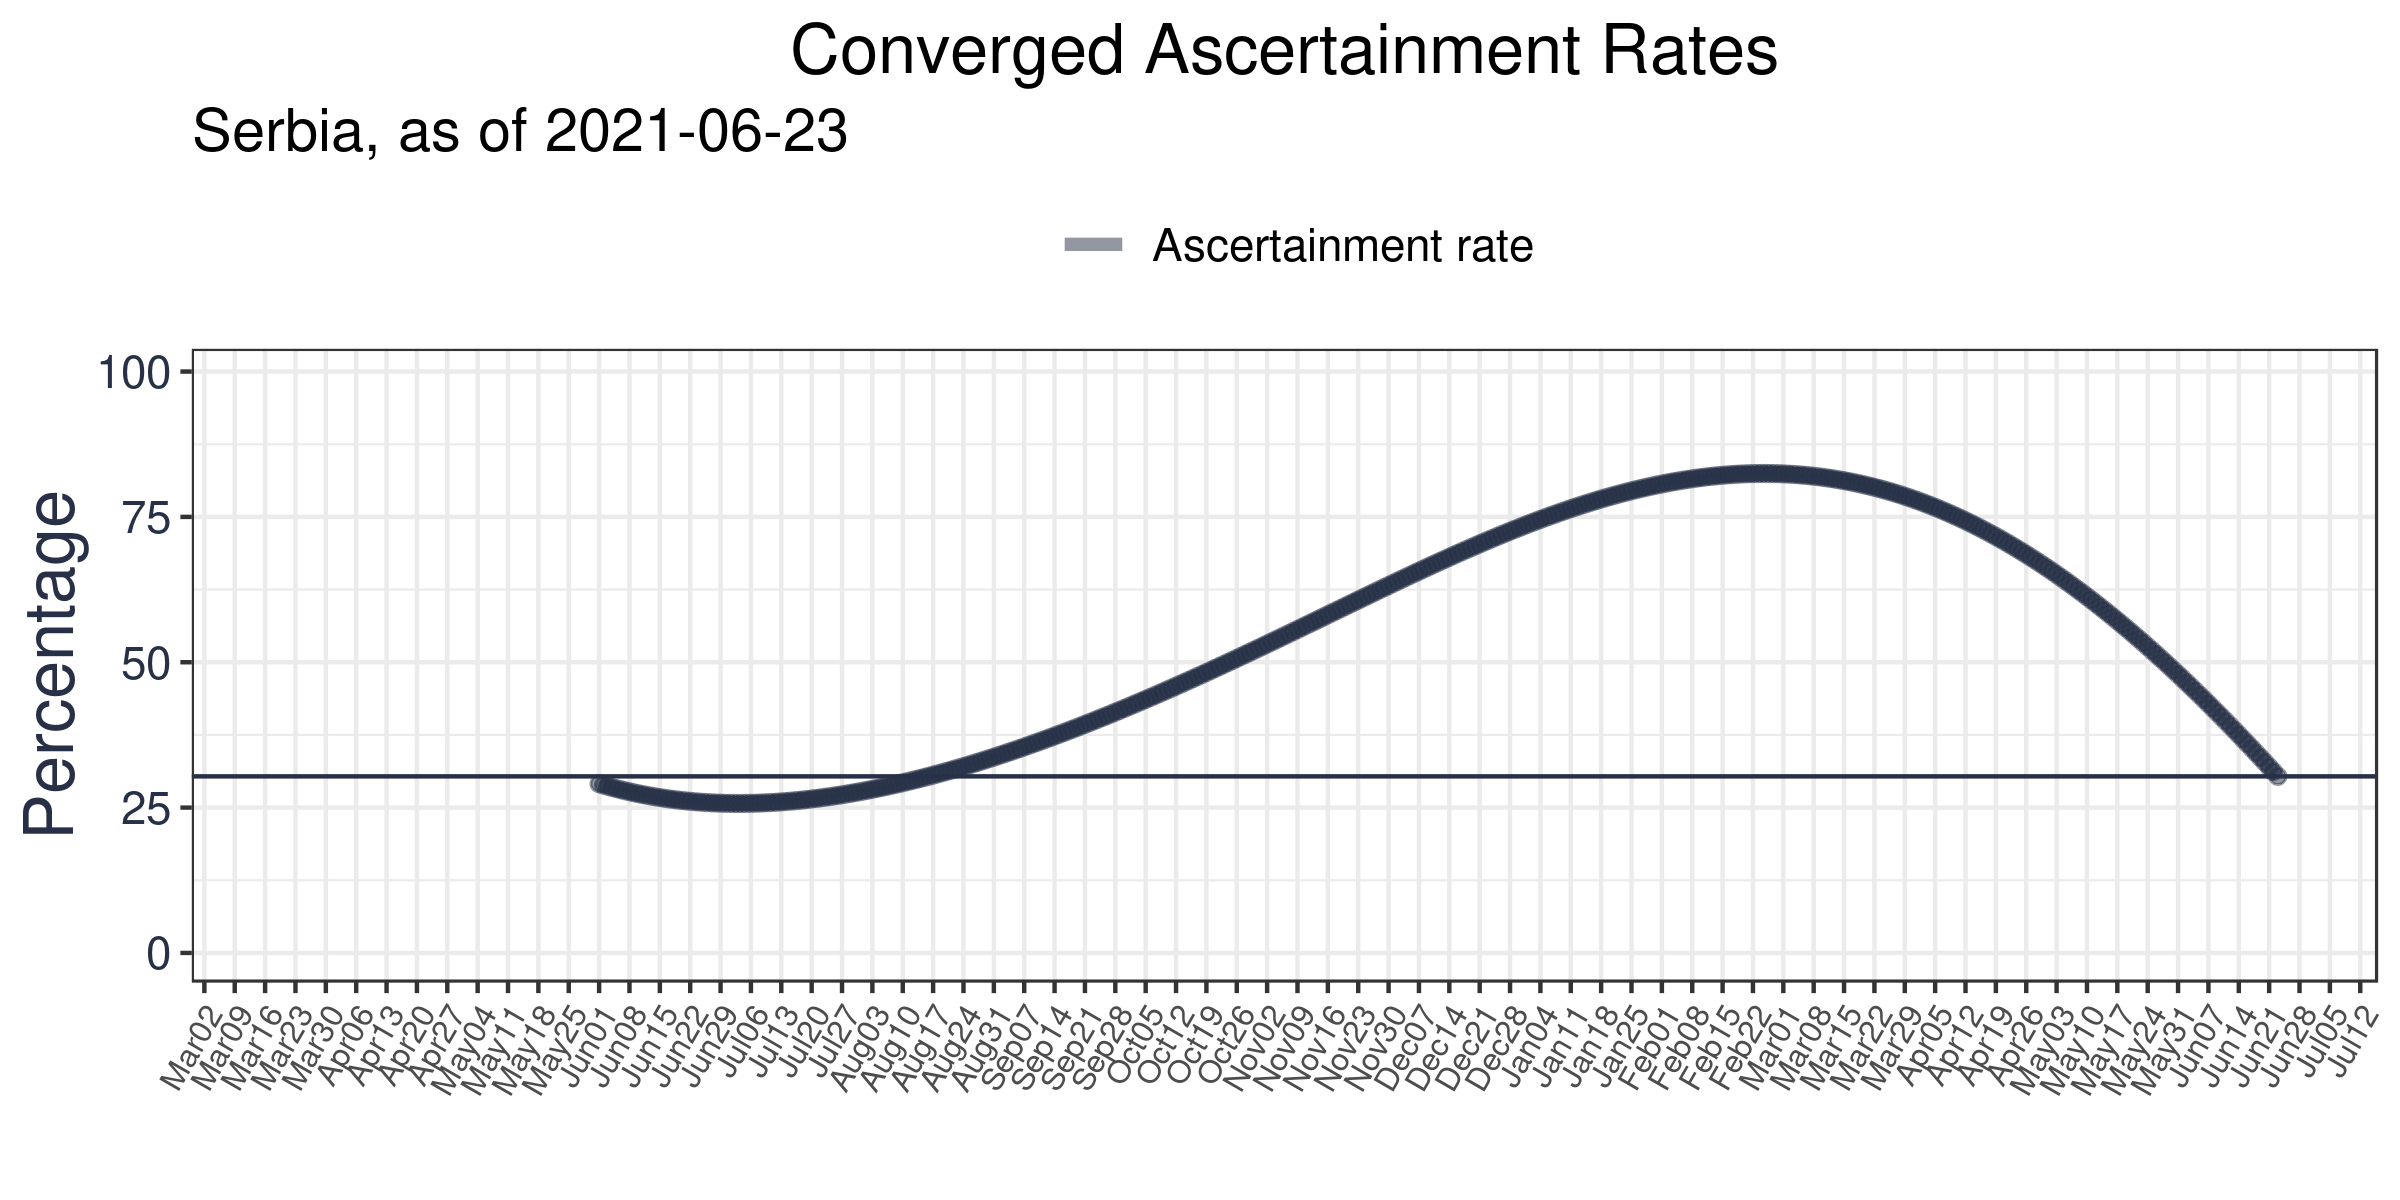 Converged Ascertainment Rates
Serbia, as of 2021-06-23
Ascertainment rate
Percentage
100
75
50
25
0
Mar02
Mar09
Mar16
Mar23
Mar30
Apr06
Apr13
Apr20
Apr27
May04
May11
May18
May25
Jun01
Jun08
Jun15
Jun22
Jun29
Jul06
Jul13
Jul20
Jul27
Aug03
Aug10
Aug17
Aug24
Aug31
Sep07
Sep14
Sep21
Sep28
Oct05
Oct12
Oct19
Oct26
Nov02
Nov09
Nov16
Nov23
Nov30
Dec07
Dec14
Dec21
Dec28
Jan04
Jan11
Jan18
Jan25
Feb01
Feb08
Feb15
Feb22
Mar01
Mar08
Mar15
Mar22
Mar29
Apr05
Apr12
Apr19
Apr26
May03
May10
May17
May24
May31
Jun07
Jun14
Jun21
Jun28
Jul05
Jul12